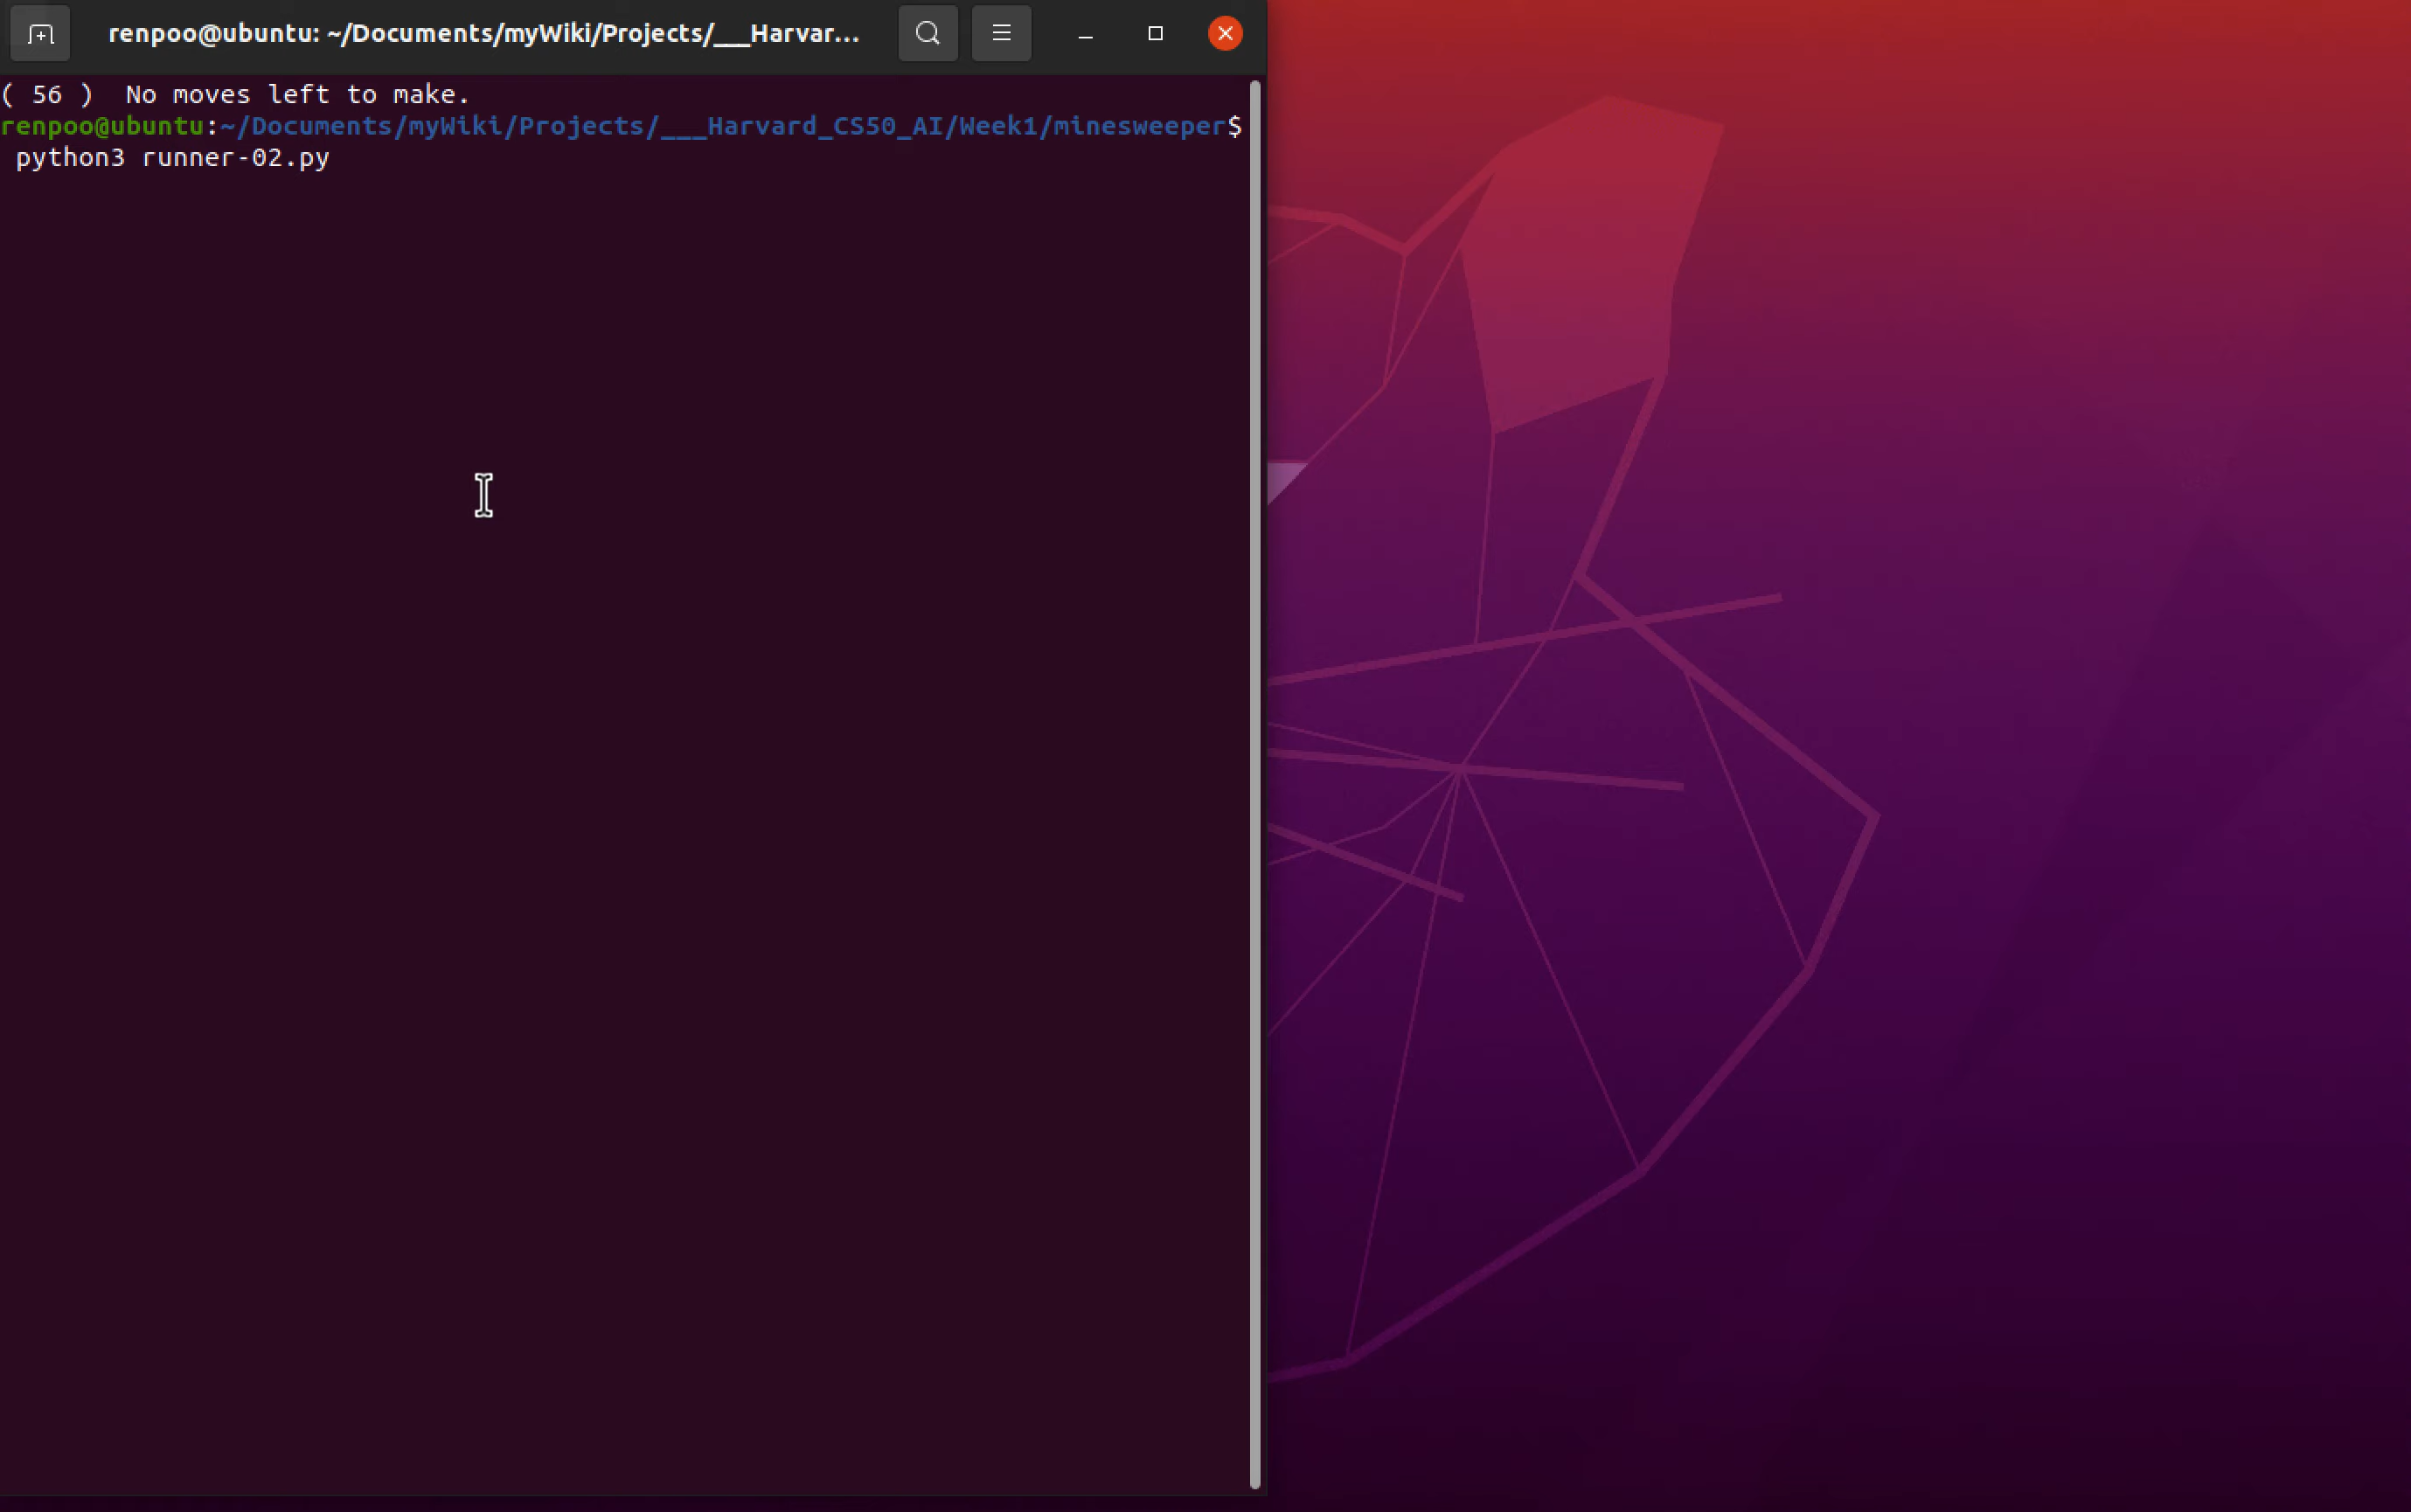 renpoo@ubuntu: ~/Documents/myWiki/Projects/___Harvar...
( 56 )  No moves left to make.
renpoo@ubuntu:~/Documents/myWiki/Projects/___Harvard_CS50_AI/Week1/minesweeper$
python3 runner-02.py